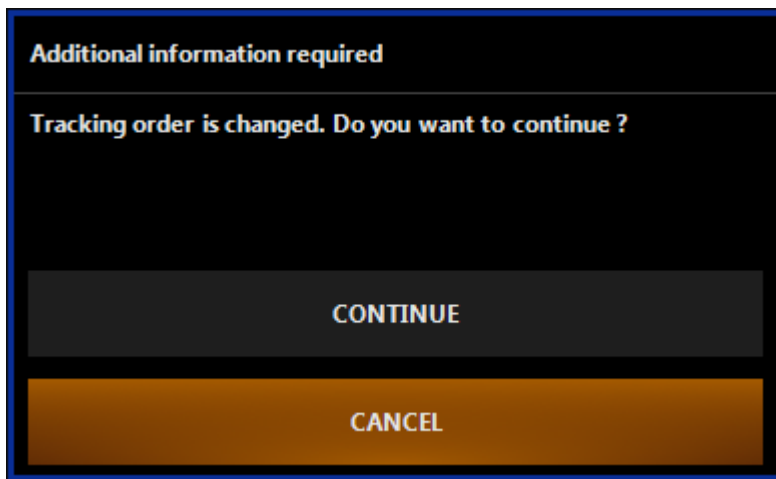 Additional information required
Tracking order is changed. Do you want to continue ?
CONTINUE
CANCEL